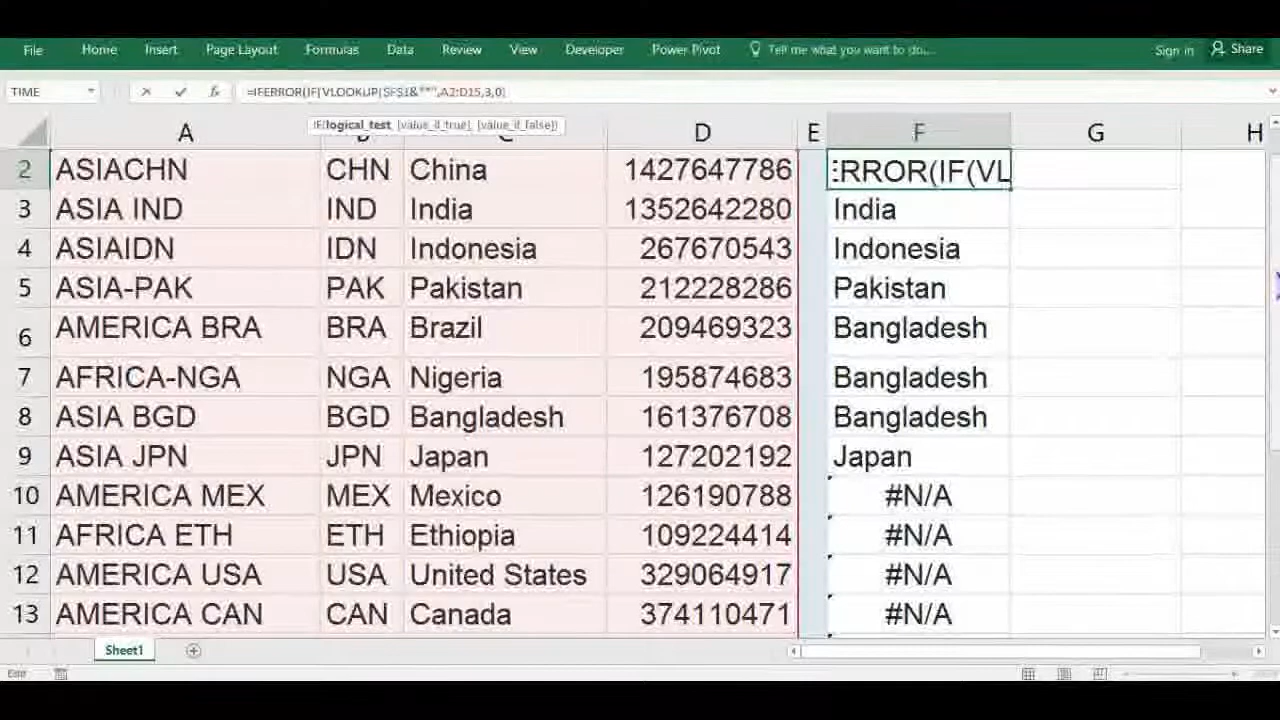 File Home Insert Page Layout Formulas Data Review View Developer Power Pivot Tell me what you want to do... Sign in Share
TIME =IFERROR(IF(VLOOKUP($F$1&"*",A2:D15,3,0)
IF(logical_test, [value_if_true], [value_if_false])
A D E F G H
2 ASIACHN CHN China 1427647786 ERROR(IF(VL
3 ASIA IND IND India 1352642280 India
4 ASIAIDN IDN Indonesia 267670543 Indonesia
5 ASIA-PAK PAK Pakistan 212228286 Pakistan
6 AMERICA BRA BRA Brazil 209469323 Bangladesh
7 AFRICA-NGA NGA Nigeria 195874683 Bangladesh
8 ASIA BGD BGD Bangladesh 161376708 Bangladesh
9 ASIA JPN JPN Japan 127202192 Japan
10 AMERICA MEX MEX Mexico 126190788 #N/A
11 AFRICA ETH ETH Ethiopia 109224414 #N/A
12 AMERICA USA USA United States 329064917 #N/A
13 AMERICA CAN CAN Canada 374110471 #N/A
Sheet1
Edit